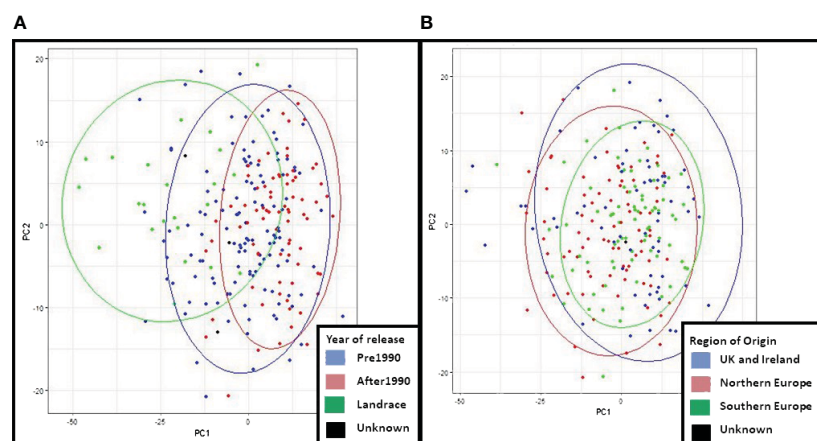 A
B
20
10
0
-10
-20
PC2
-50
-25
0
PC1
Year of release
Pre1990
After1990
Landrace
Unknown
20
10
0
-10
-20
PC2
-50
-25
0
PC1
Region of Origin
UK and Ireland
Northern Europe
Southern Europe
Unknown